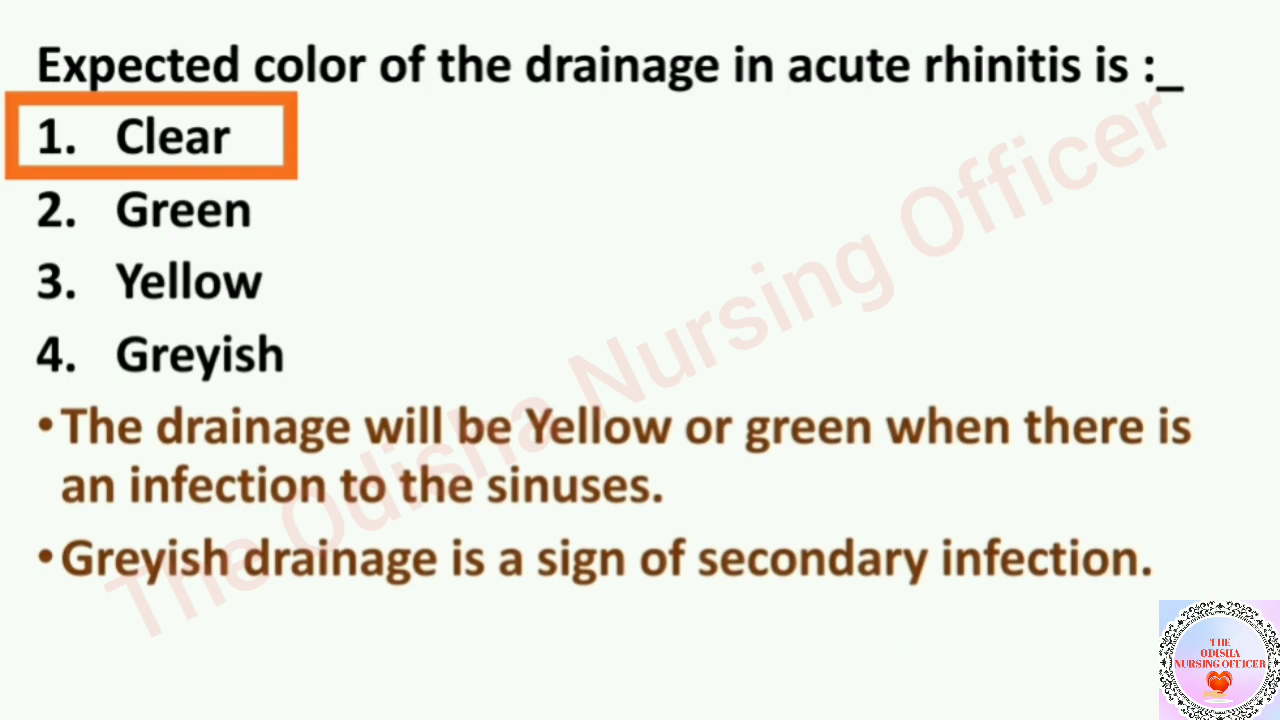 Expected color of the drainage in acute rhinitis is :_
1. Clear
2. Green
3. Yellow
4. Greyish
•The drainage will be Yellow or green when there is
an infection to the sinuses.
•Greyish drainage is a sign of secondary infection.
The Odisha Nursing Officer
THE
ODISHA
NURSING OFFICER